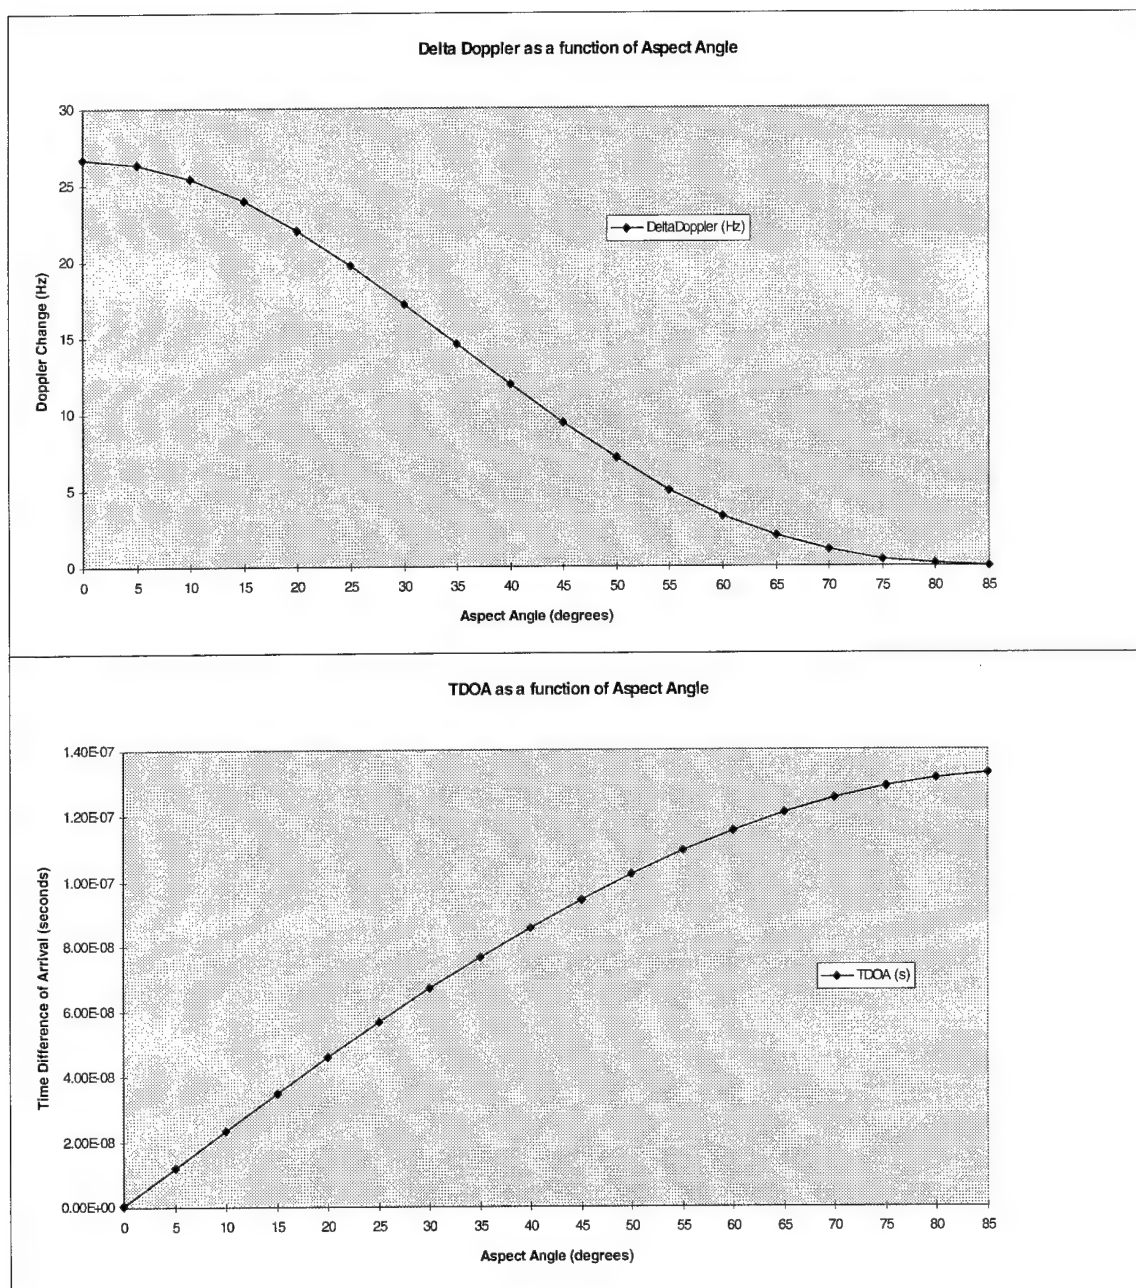 Delta Doppler as a function of Aspect Angle
30
25
20
15
10
5
0
Doppler Change (Hz)
DeltaDoppler (Hz)
0 5 10 15 20 25 30 35 40 45 50 55 60 65 70 75 80 85
Aspect Angle (degrees)
TDOA as a function of Aspect Angle
1.40E-07
1.20E-07
1.00E-07
8.00E-08
6.00E-08
4.00E-08
2.00E-08
0.00E+00
Time Difference of Arrival (seconds)
TDOA (s)
0 5 10 15 20 25 30 35 40 45 50 55 60 65 70 75 80 85
Aspect Angle (degrees)